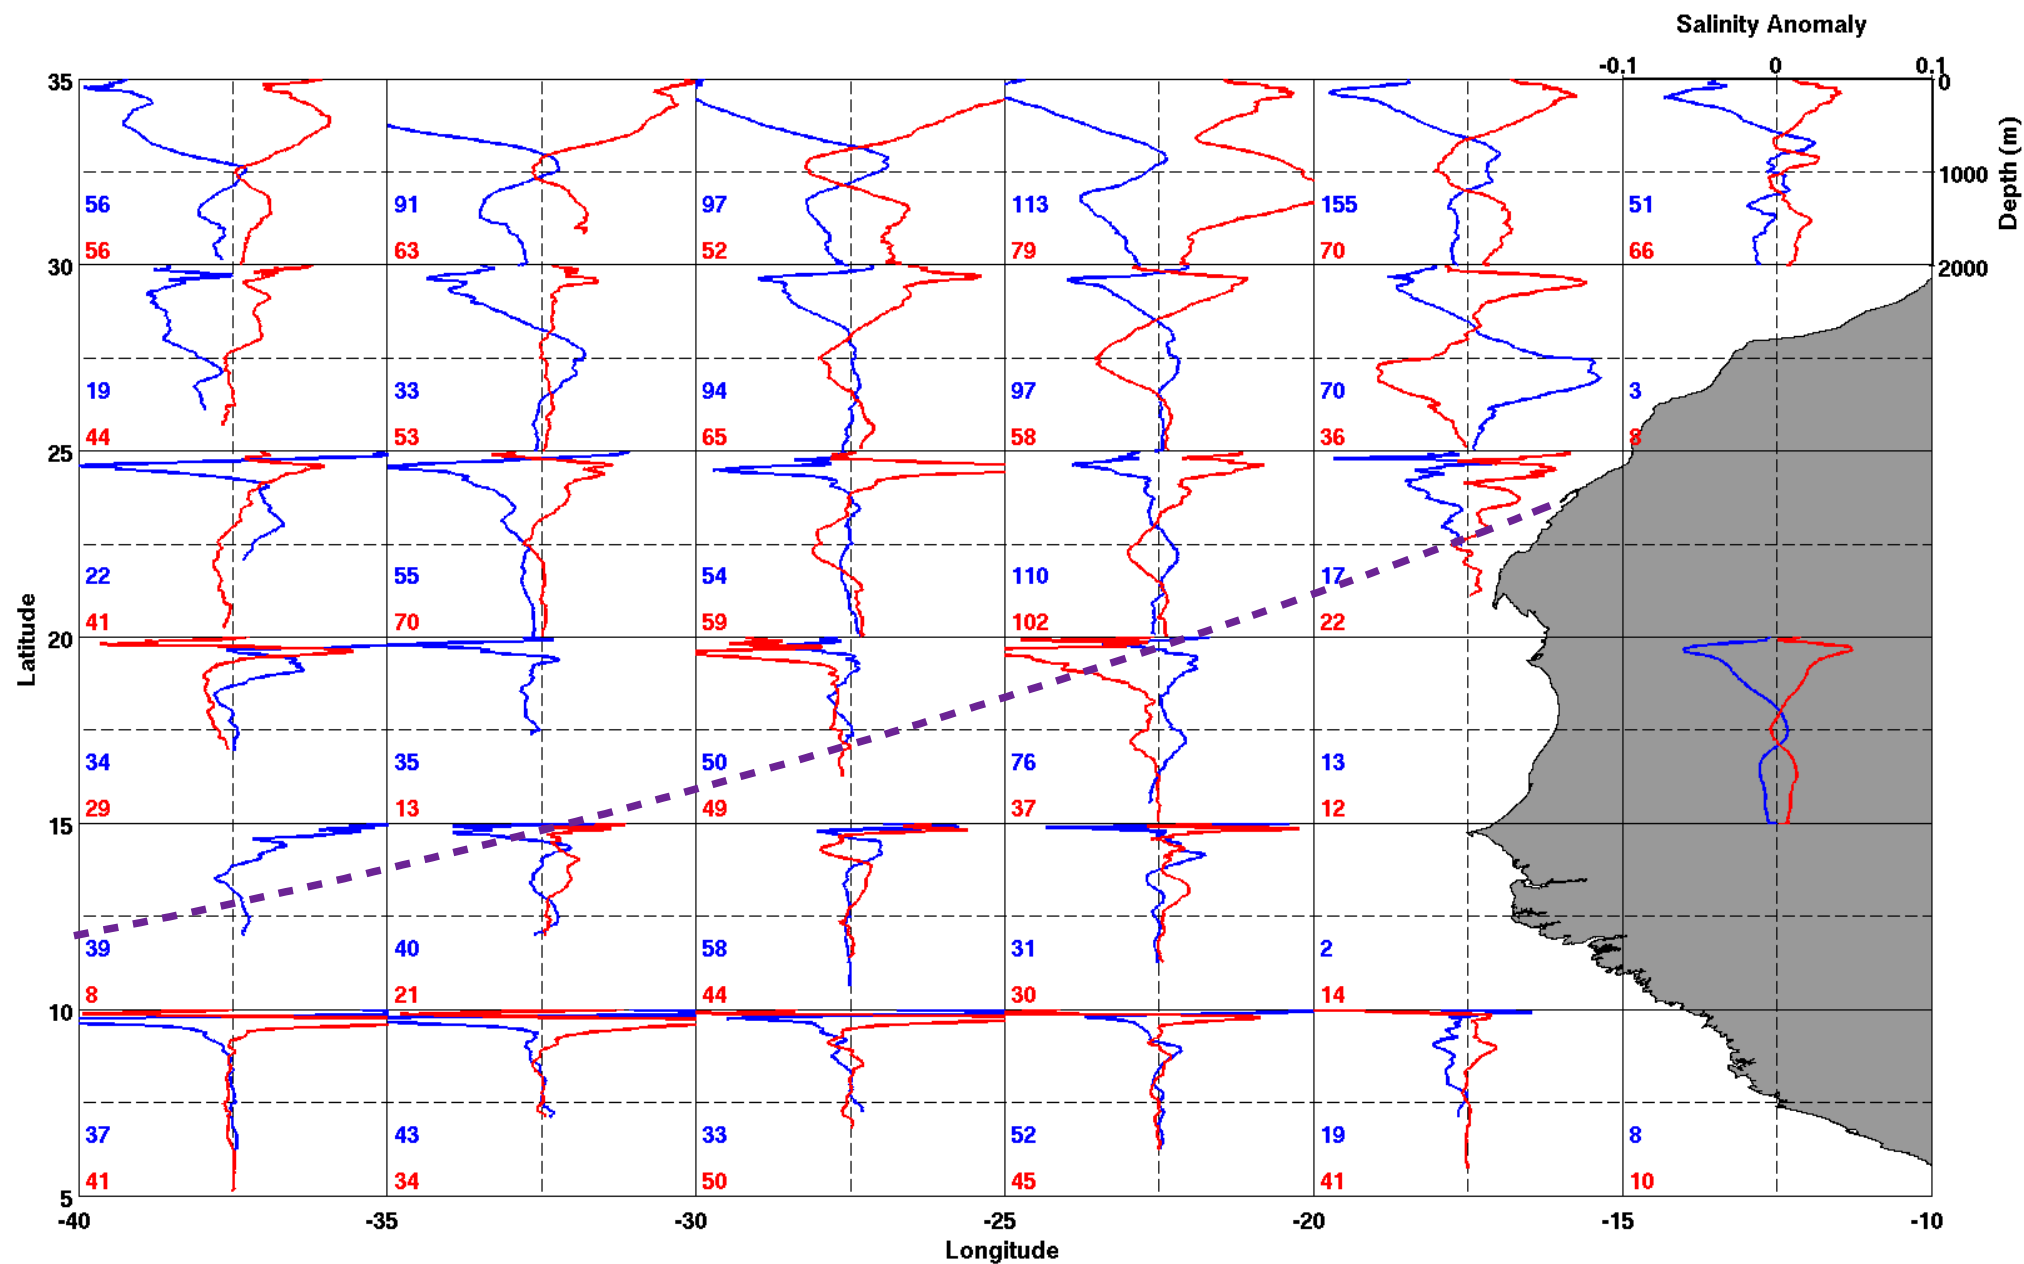 Salinity Anomaly
-0.1 0 0.1
35 0
56 91 97 113 155 51 1000
56 63 52 79 70 66
Depth (m)
30 2000
19 33 94 97 70 3
44 53 65 58 36 8
25
22 55 54 110 17
41 70 59 102 22
Latitude
20
34 35 50 76 13
29 13 49 37 12
15
39 40 58 31 2
8 21 44 30 14
10
37 43 33 52 19 8
41 34 50 45 41 10
5
-40 -35 -30 -25 -20 -15 -10
Longitude